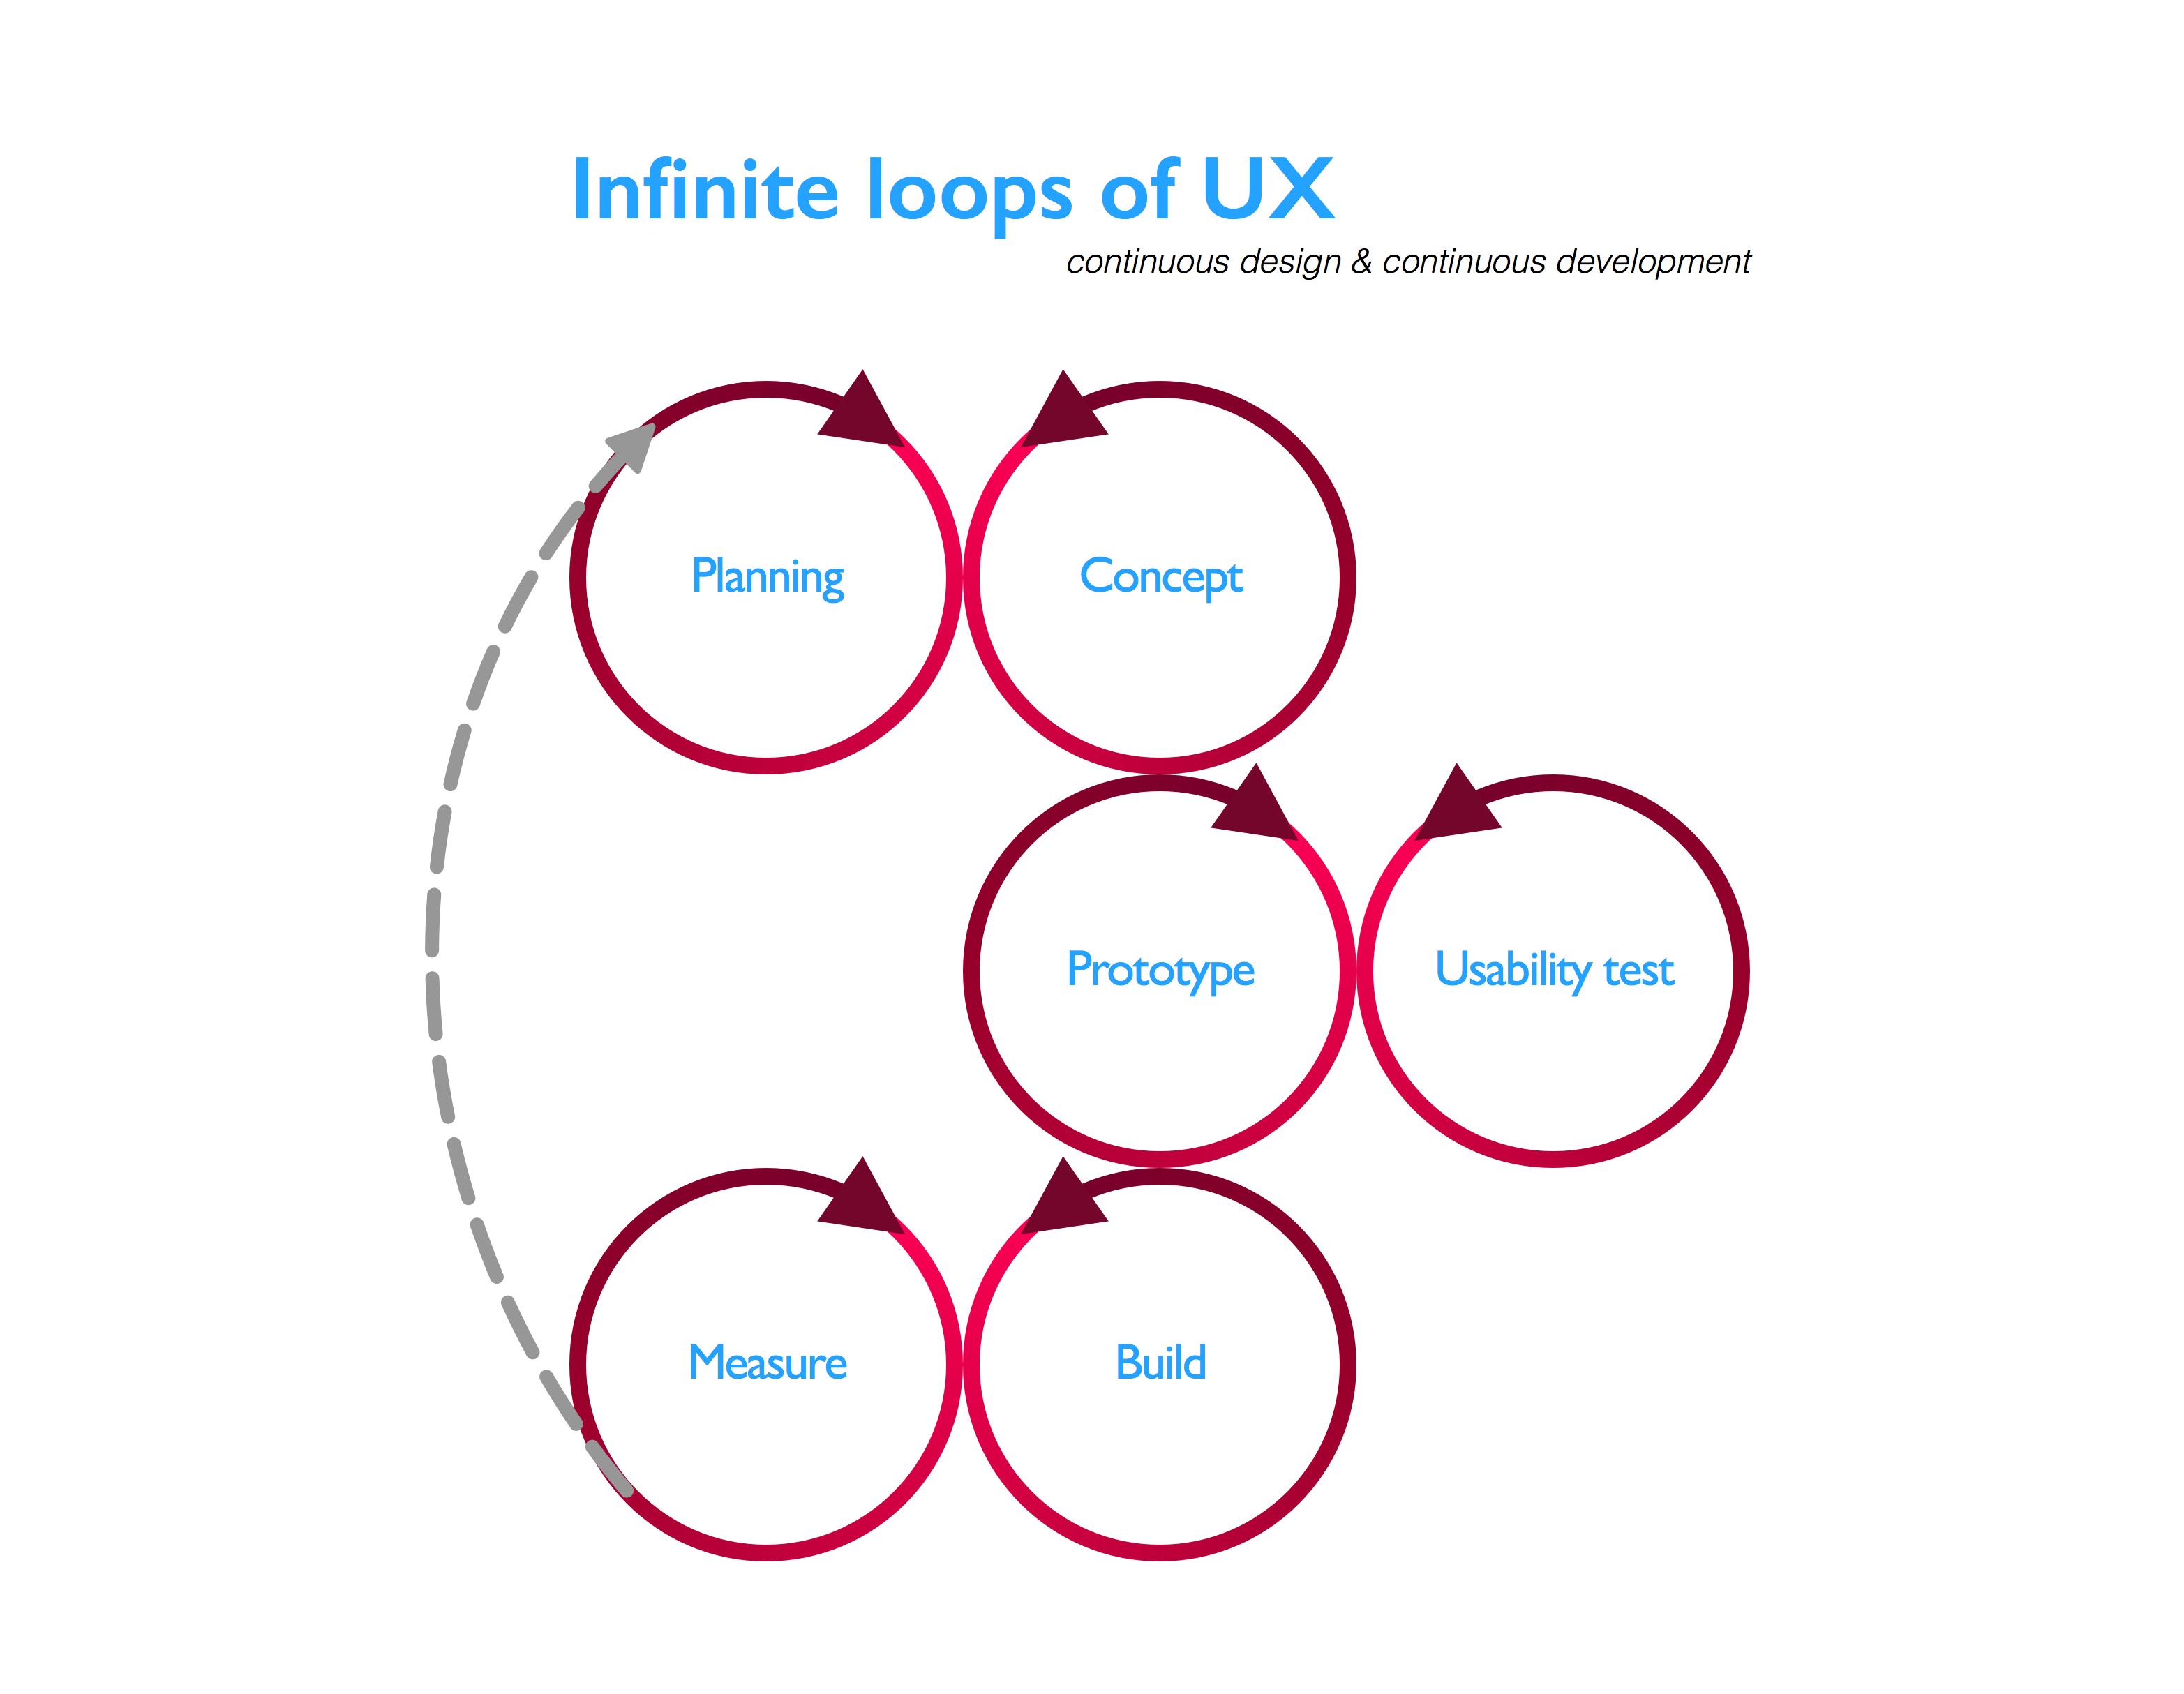 Infinite loops of UX
continuous design & continuous development
Planning
Concept
Prototype
Usability test
Measure
Build